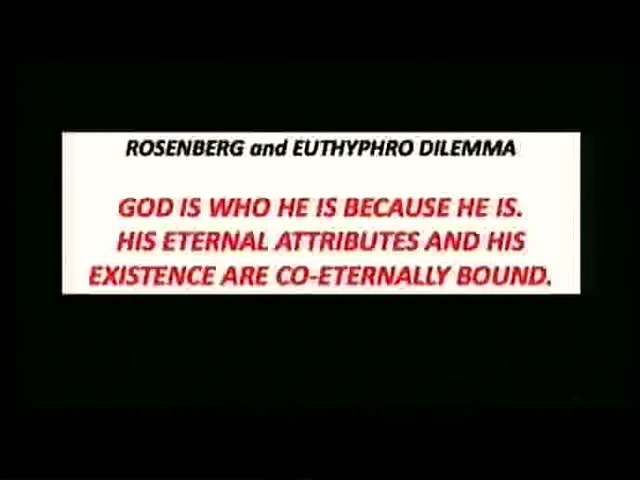 ROSENBERG and EUTHYPHRO DILEMMA
GOD IS WHO HE IS BECAUSE HE IS.
HIS ETERNAL ATTRIBUTES AND HIS
EXISTENCE ARE CO-ETERNALLY BOUND.